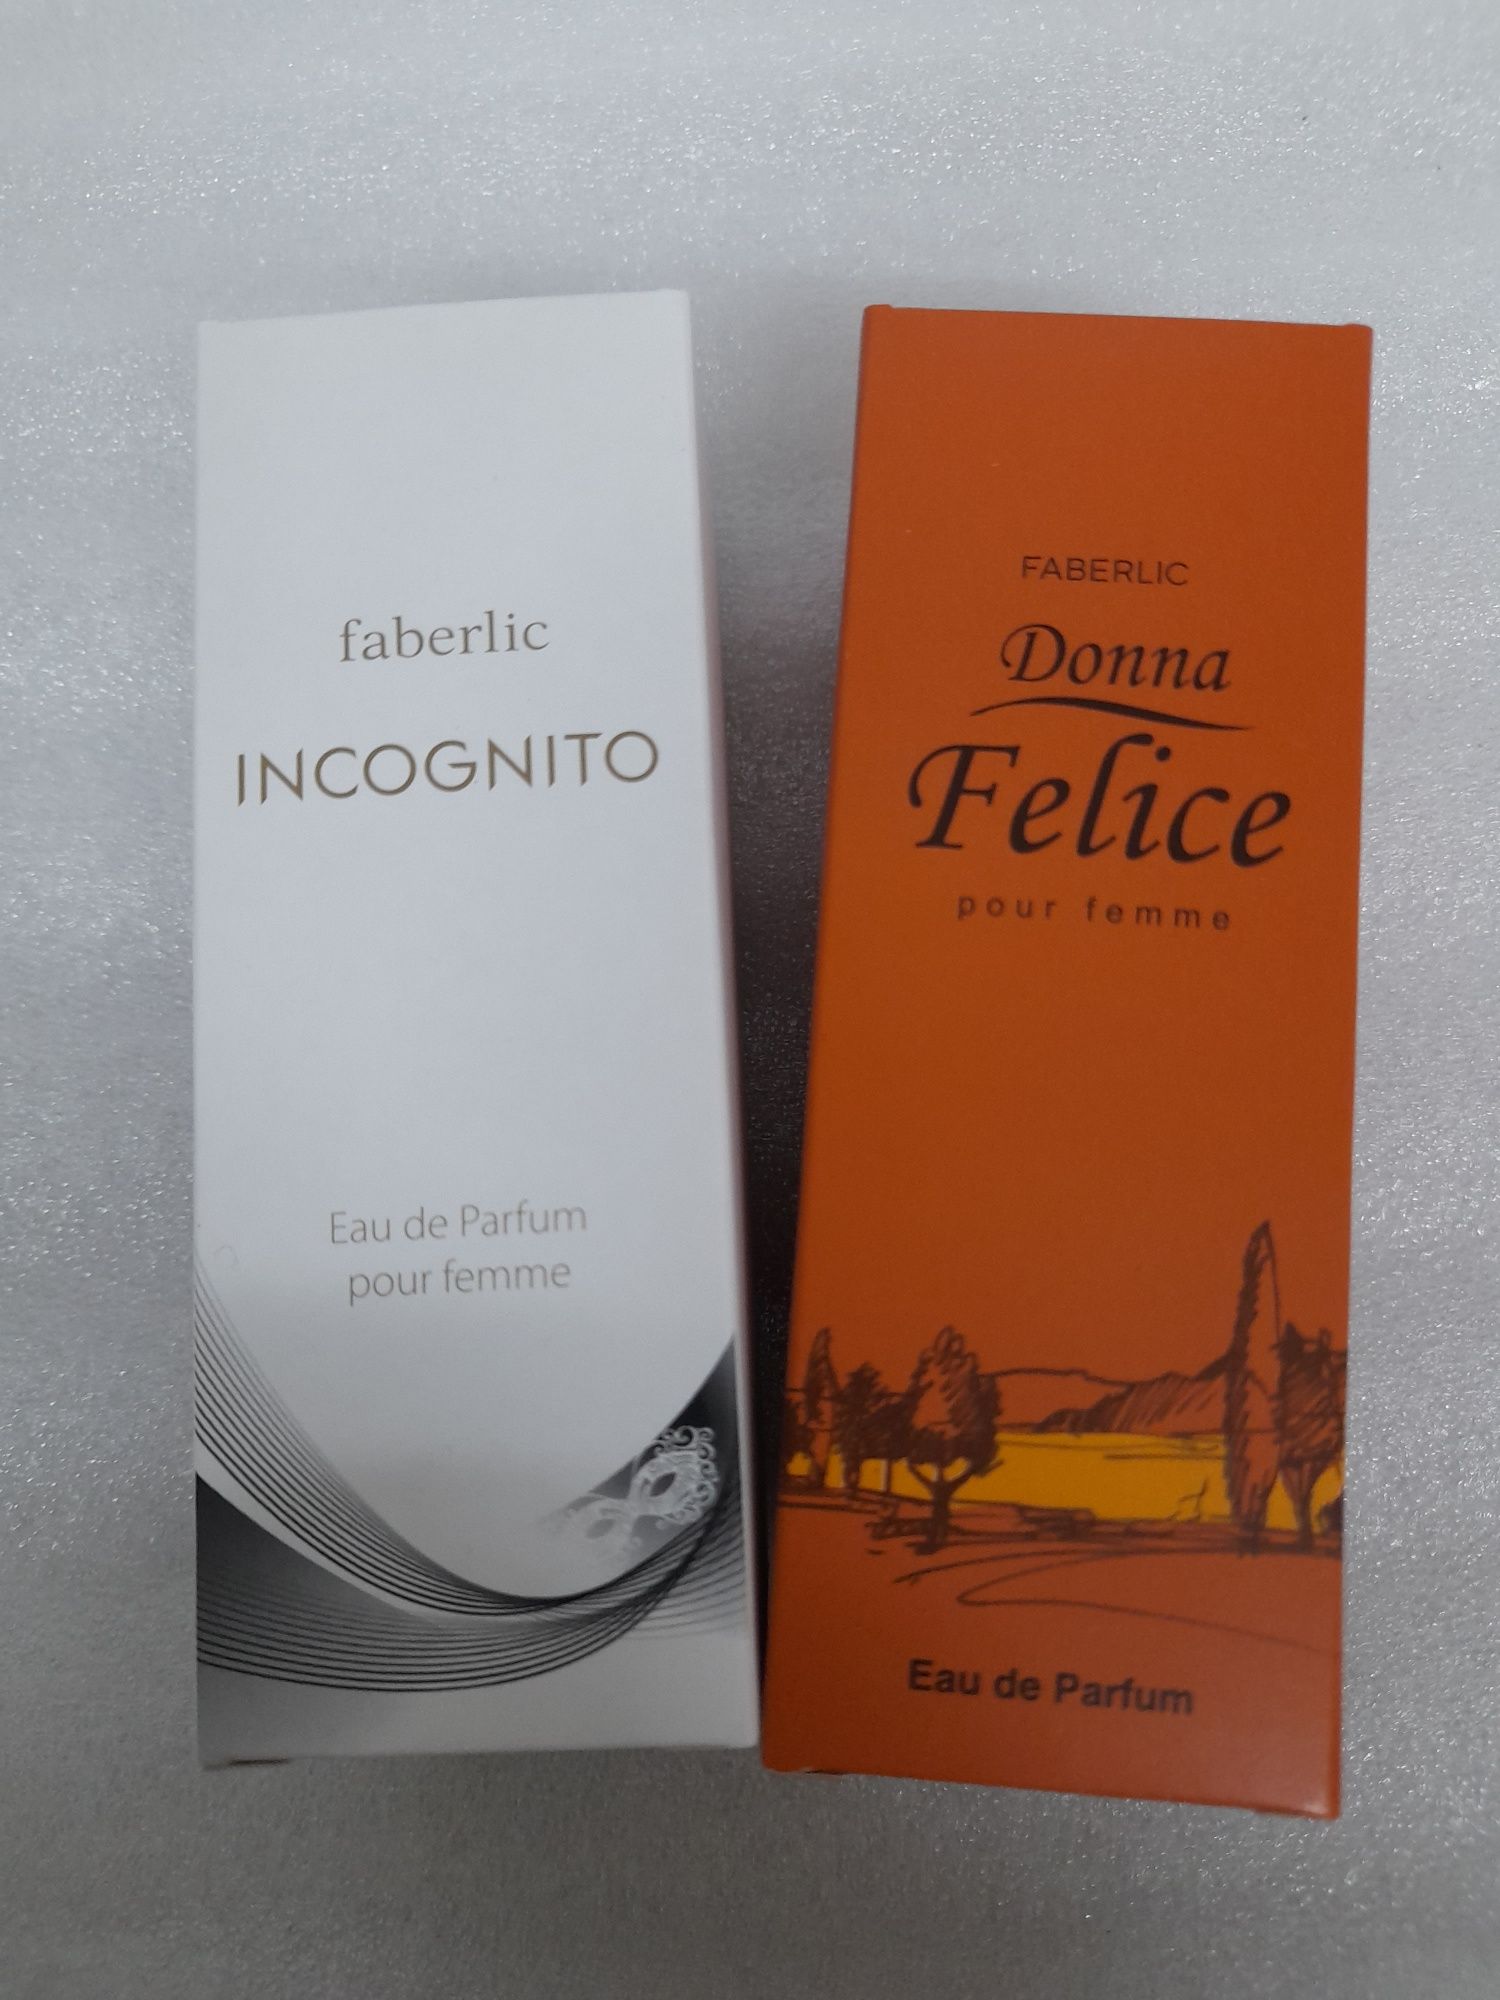 faberlic
INCOGNITO
Eau de Parfum
pour femme
FABERLIC
Donna
Felice
pour femme
Eau de Parfum